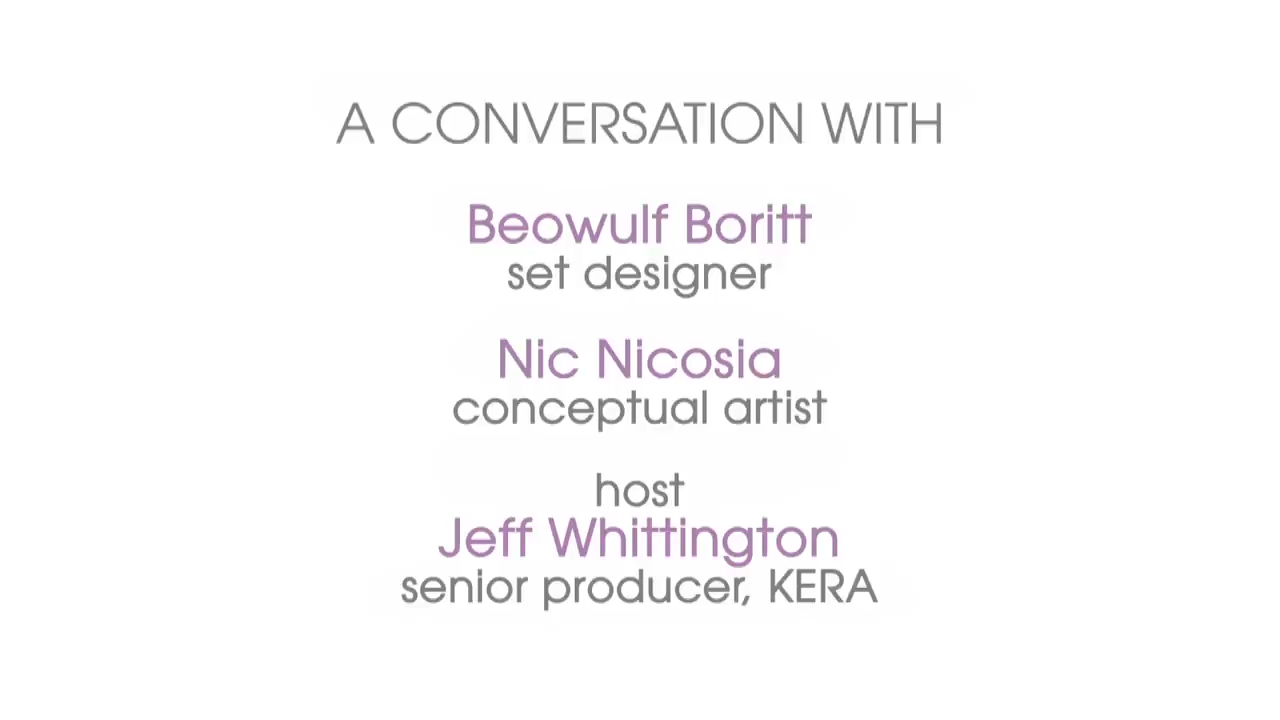 A CONVERSATION WITH
Beowulf Boritt
set designer
Nic Nicosia
conceptual artist
host
Jeff Whittington
senior producer, KERA